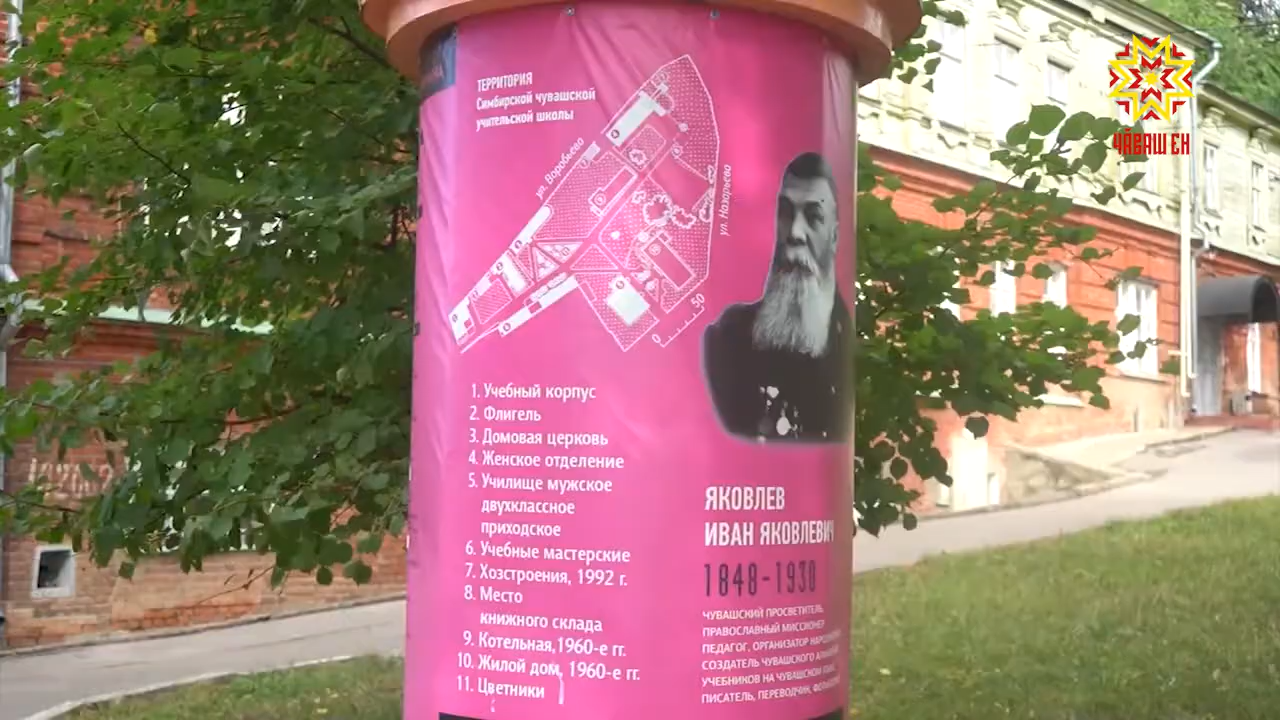 ТЕРРИТОРИЯ
Симбирской чувашской
учительской школы
ул. Воробьево
ул. Назарьева
0 50
1. Учебный корпус
2. Флигель
3. Домовая церковь
4. Женское отделение
5. Училище мужское
двухклассное
приходское
6. Учебные мастерские
7. Хозстроения, 1992 г.
8. Место
книжного склада
9. Котельная,1960-е гг.
10. Жилой дом, 1960-е гг.
11. Цветники
ЯКОВЛЕВ
ИВАН ЯКОВЛЕВИЧ
1848-1930
ЧУВАШСКИЙ ПРОСВЕТИТЕЛЬ
ПРАВОСЛАВНЫЙ МИССИОНЕР
ПЕДАГОГ, ОРГАНИЗАТОР
СОЗДАТЕЛЬ ЧУВАШСКОГО
УЧЕБНИКОВ НА ЧУВАШСКОМ
ПИСАТЕЛЬ, ПЕРЕВОДЧИК,
ЧӐВАШ ЕН